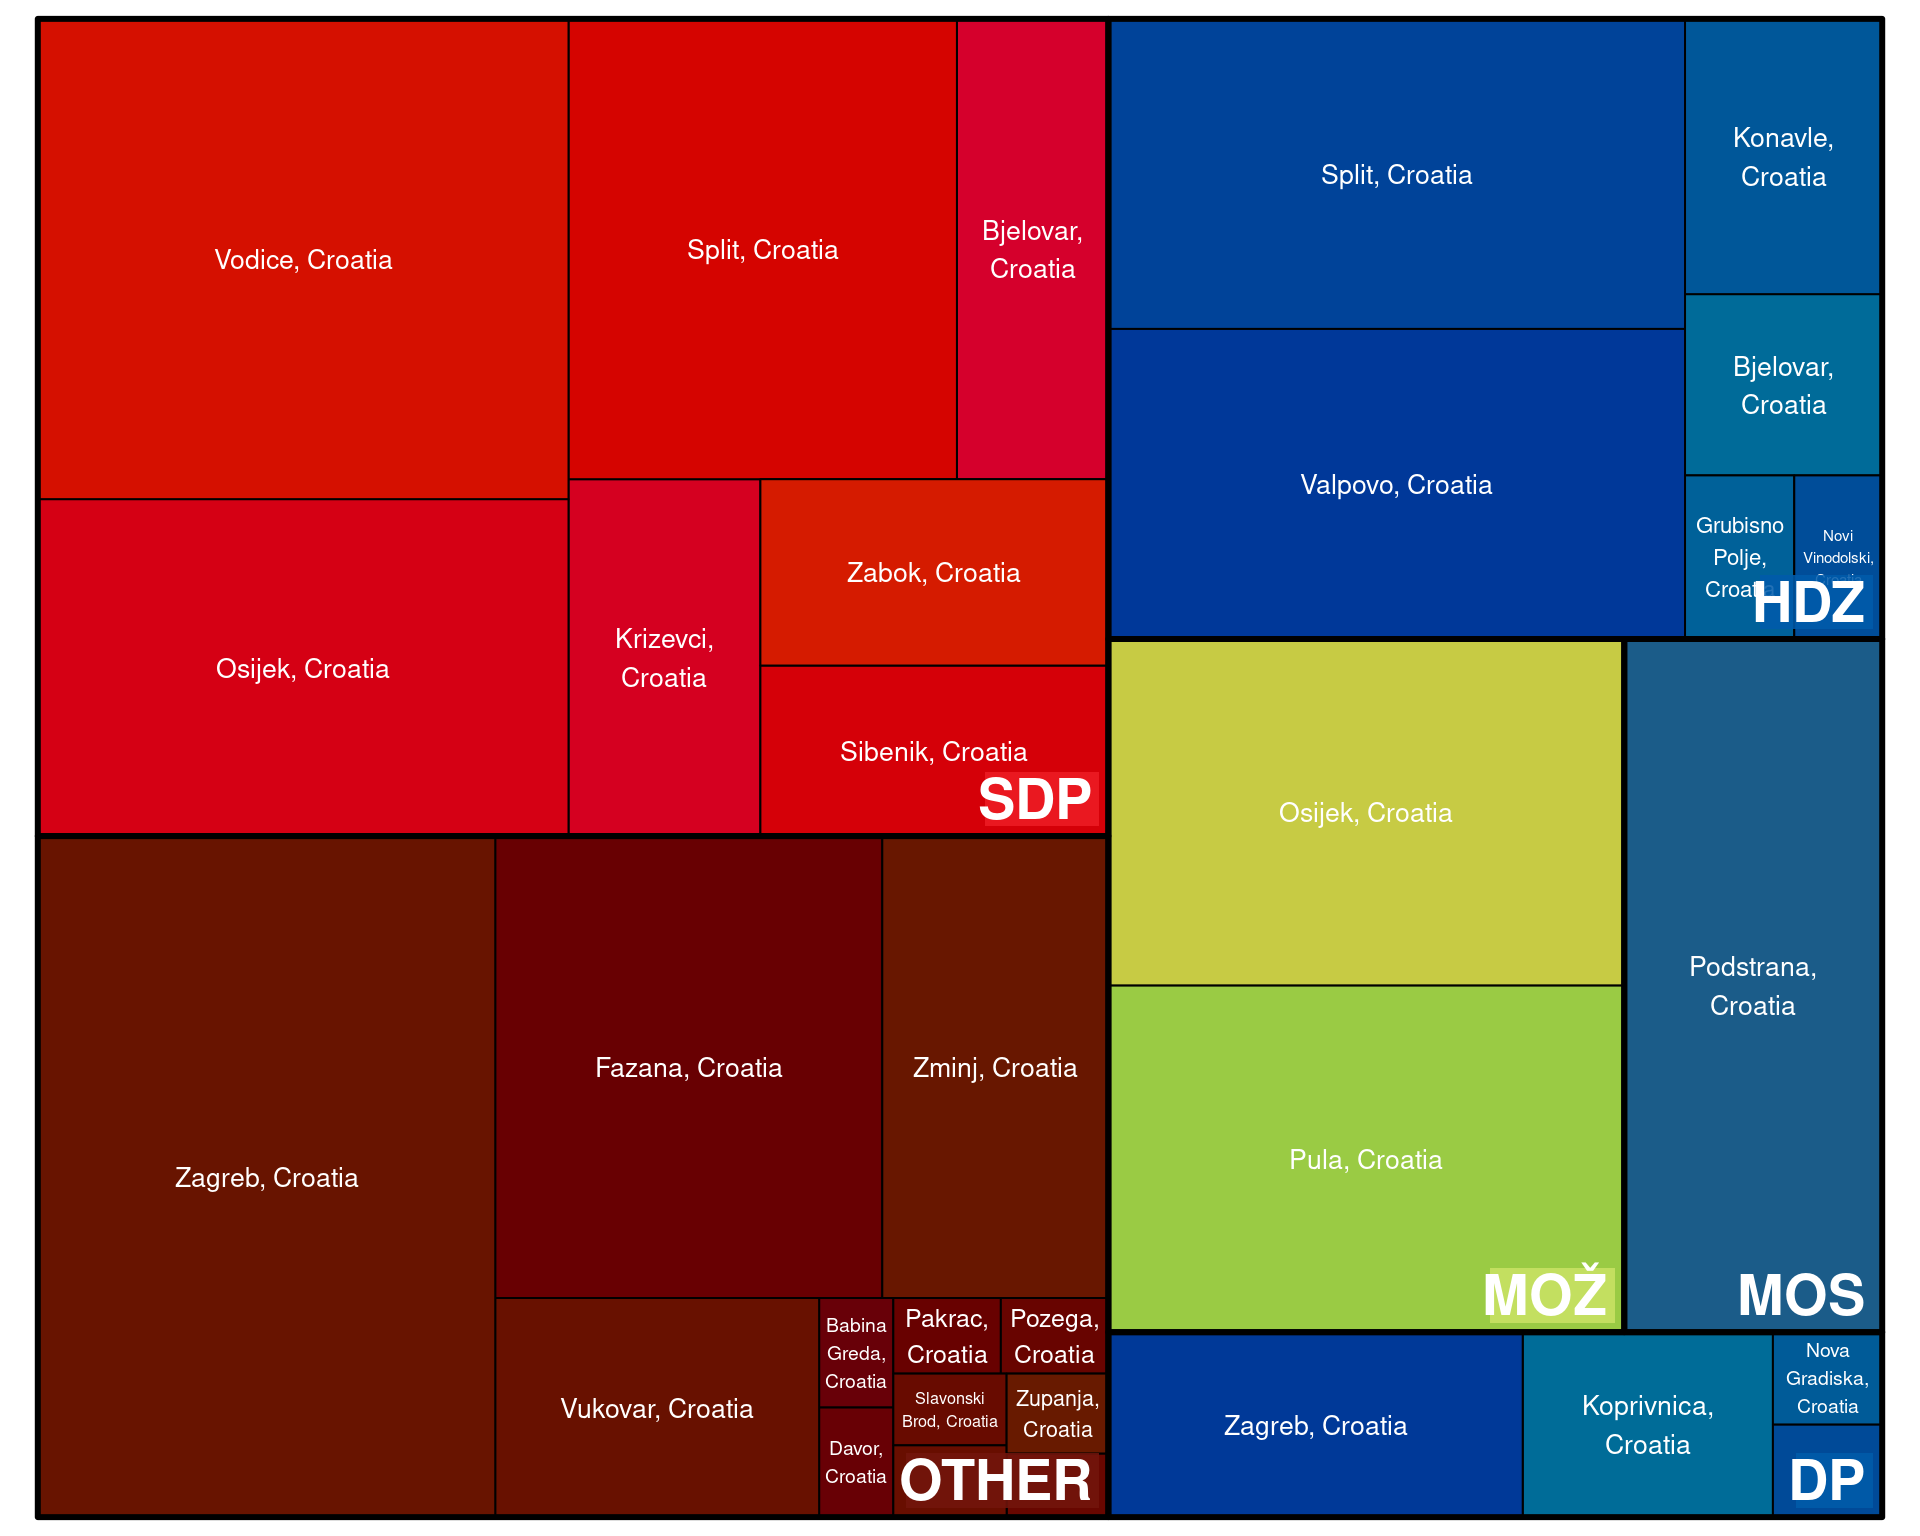 Vodice, Croatia
Split, Croatia
Bjelovar,
Croatia
Osijek, Croatia
Krizevci,
Croatia
Zabok, Croatia
Sibenik, Croatia
SDP
Split, Croatia
Konavle,
Croatia
Valpovo, Croatia
Bjelovar,
Croatia
Grubisno
Polje,
Croatia
Novi
Vinodolski,
Croatia
HDZ
Zagreb, Croatia
Fazana, Croatia
Zminj, Croatia
Vukovar, Croatia
Babina
Greda,
Croatia
Davor,
Croatia
Pakrac,
Croatia
Pozega,
Croatia
Slavonski
Brod, Croatia
Zupanja,
Croatia
OTHER
Osijek, Croatia
Pula, Croatia
MOŽ
Podstrana,
Croatia
MOS
Zagreb, Croatia
Koprivnica,
Croatia
Nova
Gradiska,
Croatia
DP